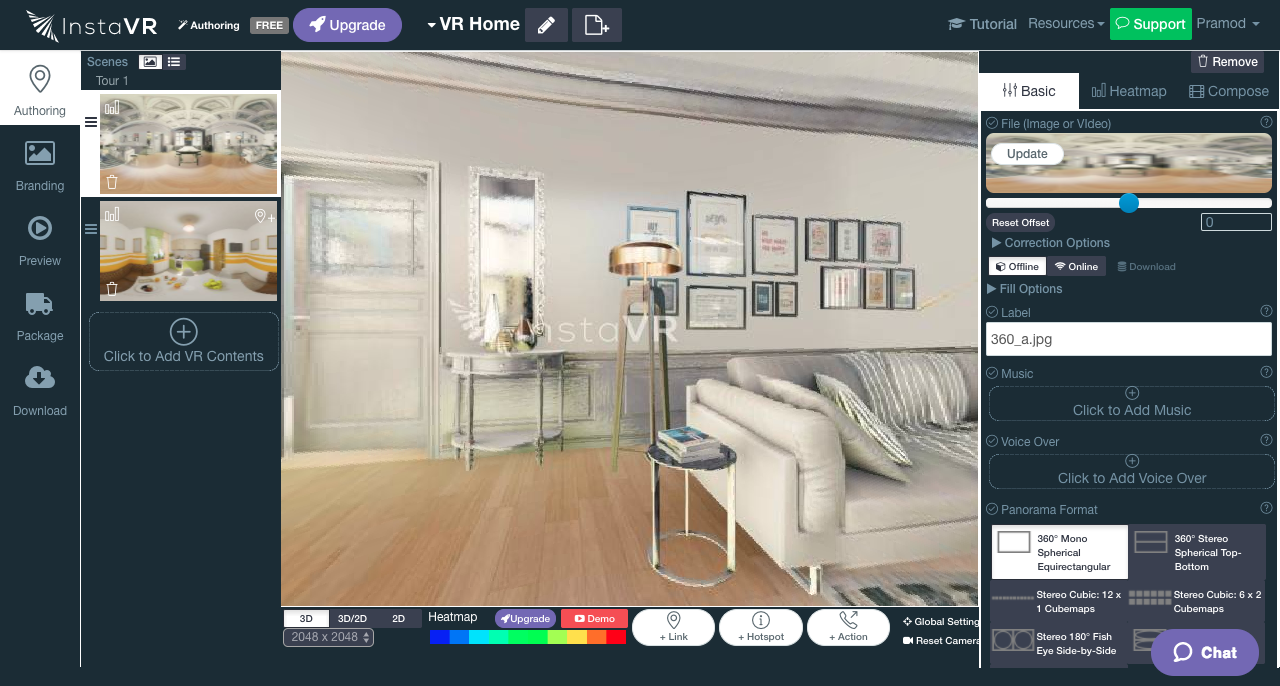 InstaVR
Authoring
FREE
Upgrade
VR Home
Tutorial
Resources
Support
Pramod
Scenes
Tour 1
Remove
Authoring
Branding
Preview
Package
Download
Click to Add VR Contents
InstaVR
Basic
Heatmap
Compose
File (Image or VIdeo)
Update
Reset Offset
0
Correction Options
Offline
Online
Download
Fill Options
Label
360_a.jpg
Music
Click to Add Music
Voice Over
Click to Add Voice Over
Panorama Format
360° Mono
Spherical
Equirectangular
360° Stereo
Spherical Top-
Bottom
Stereo Cubic: 12 x
1 Cubemaps
Stereo Cubic: 6 x 2
Cubemaps
Stereo 180° Fish
Eye Side-by-Side
Chat
3D
3D/2D
2D
2048 x 2048
Heatmap
Upgrade
Demo
+ Link
+ Hotspot
+ Action
Global Setting
Reset Camera